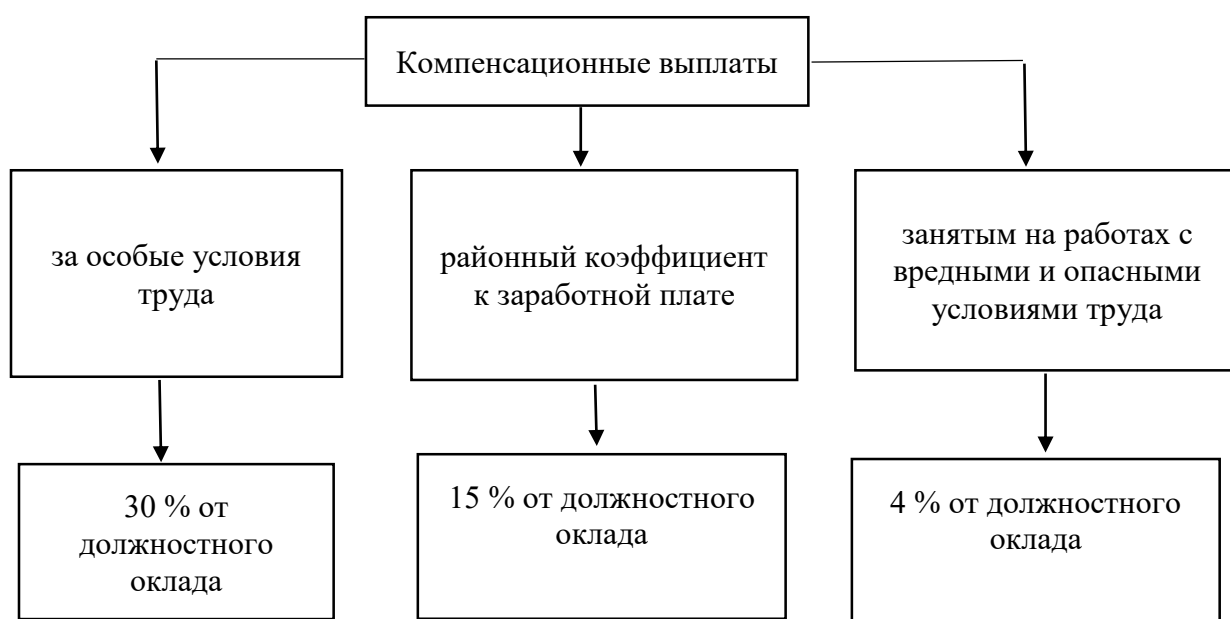 Компенсационные выплаты
за особые условия
труда
районный коэффициент
к заработной плате
занятым на работах с
вредными и опасными
условиями труда
30 % от
должностного
оклада
15 % от должностного
оклада
4 % от должностного
оклада